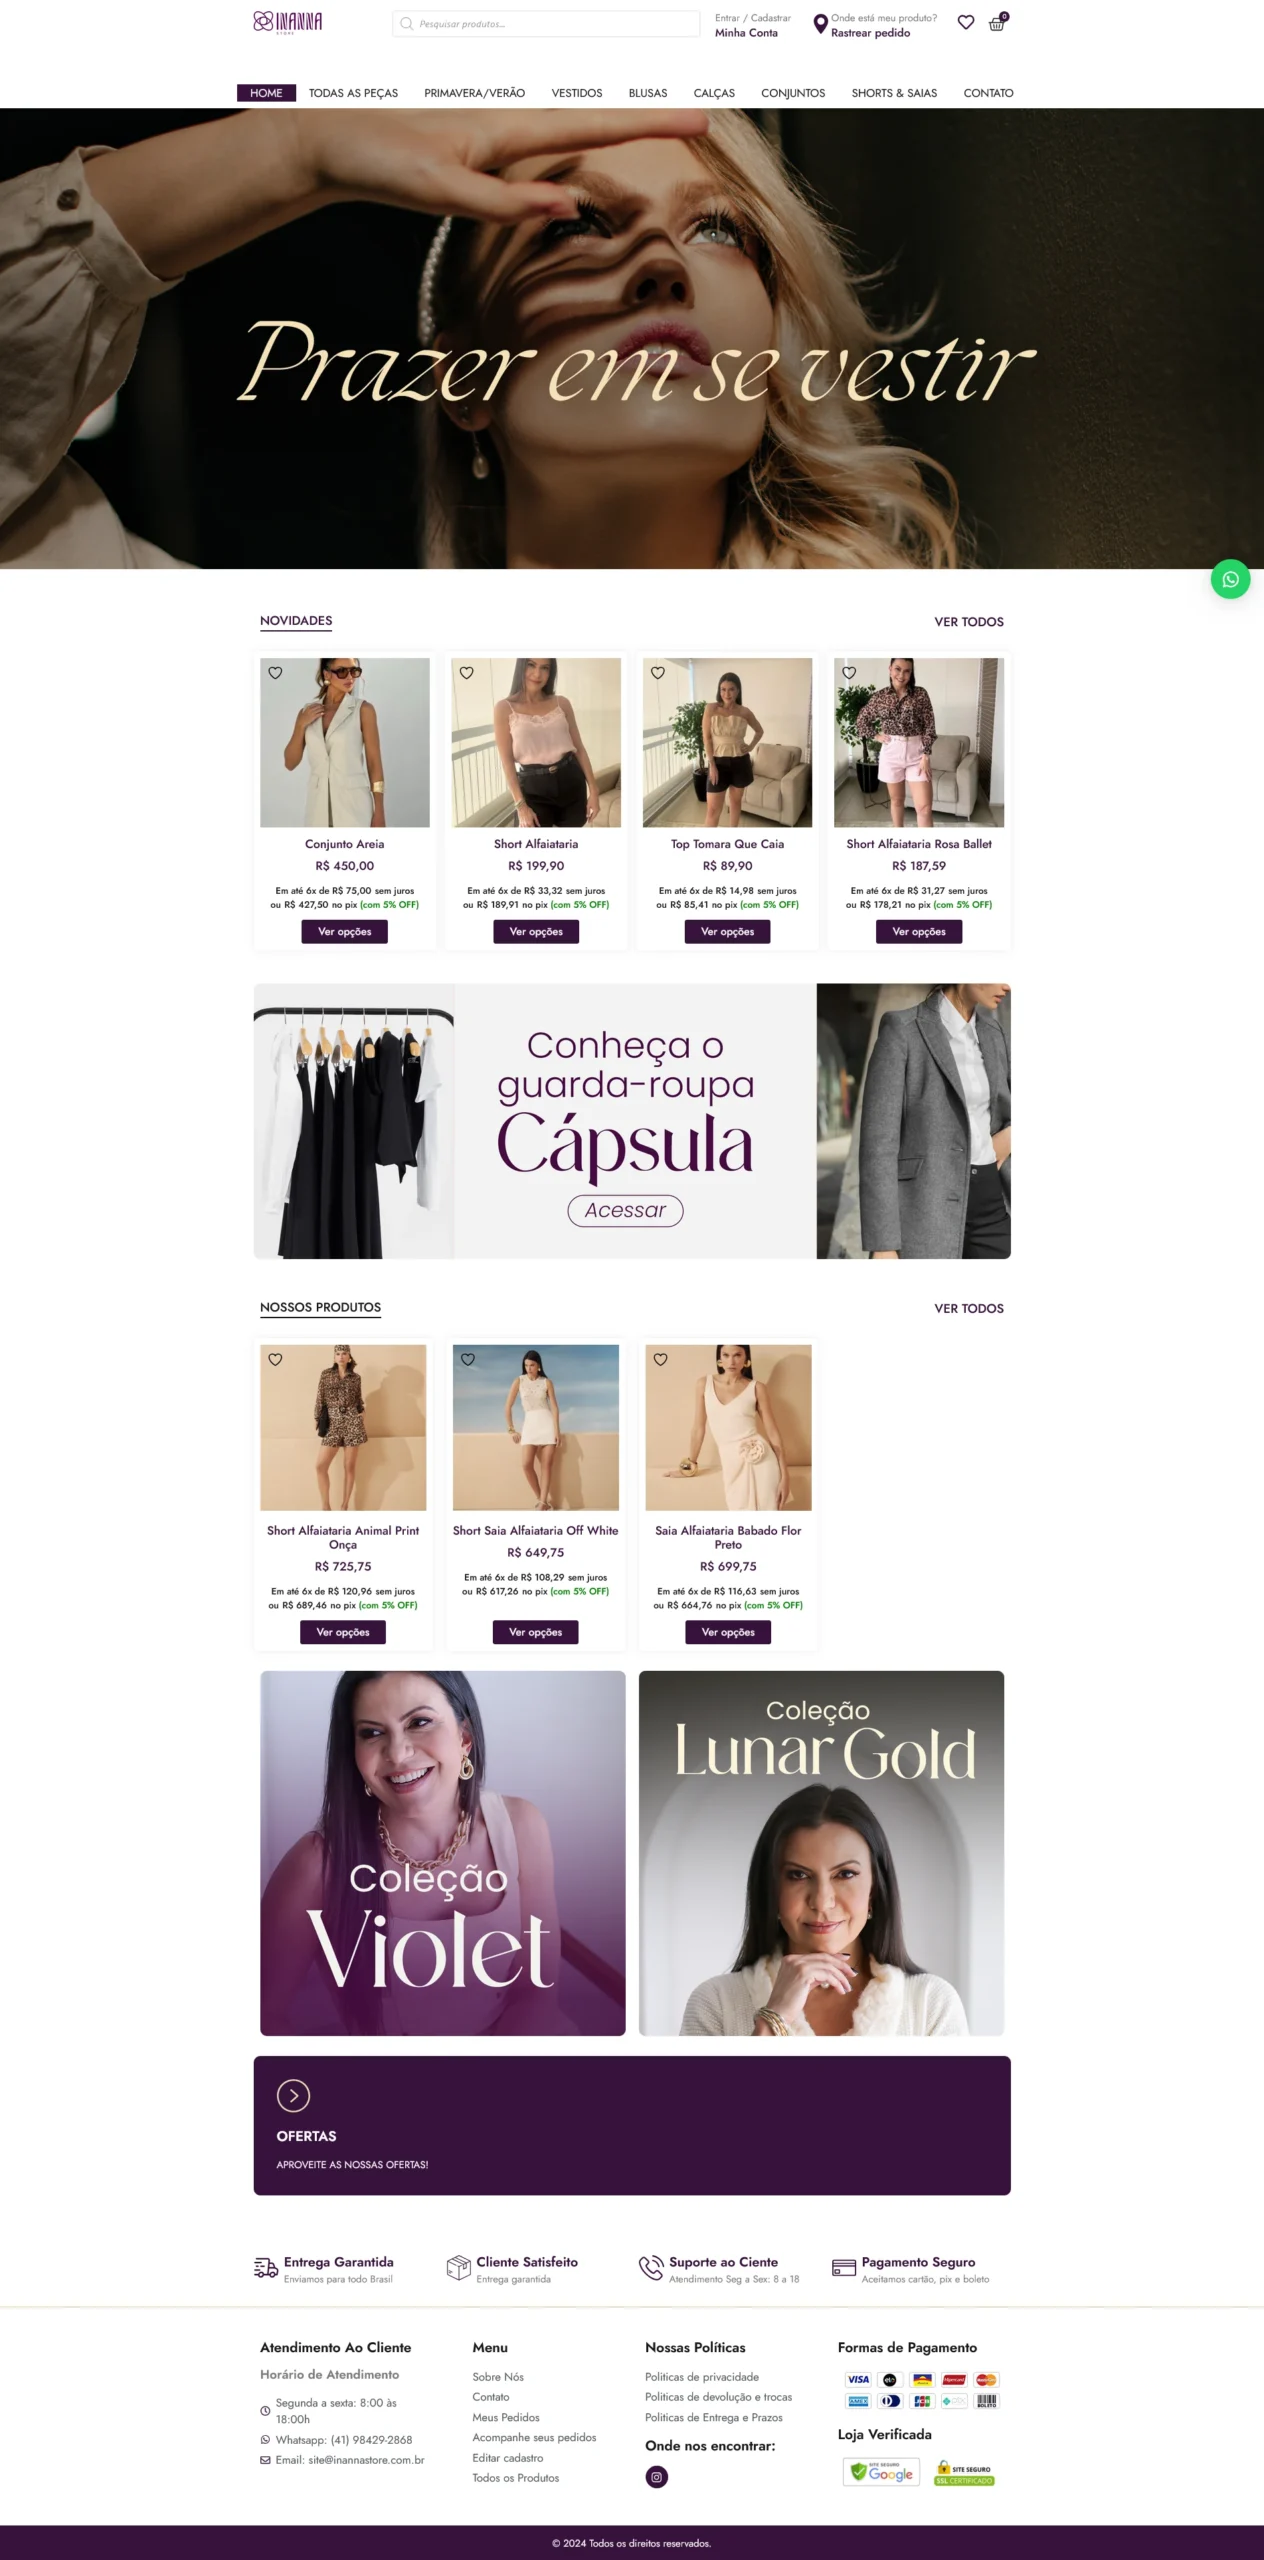 INANNA
STORE
Pesquisar produtos...
Entrar / Cadastrar
Minha Conta
Onde está meu produto?
Rastrear pedido
0
HOME
TODAS AS PEÇAS
PRIMAVERA/VERÃO
VESTIDOS
BLUSAS
CALÇAS
CONJUNTOS
SHORTS & SAIAS
CONTATO
Prazer em se vestir
NOVIDADES
VER TODOS
Conjunto Areia
R$ 450,00
Em até 6x de R$ 75,00 sem juros
ou R$ 427,50 no pix (com 5% OFF)
Ver opções
Short Alfaiataria
R$ 199,90
Em até 6x de R$ 33,32 sem juros
ou R$ 189,91 no pix (com 5% OFF)
Ver opções
Top Tomara Que Caia
R$ 89,90
Em até 6x de R$ 14,98 sem juros
ou R$ 85,41 no pix (com 5% OFF)
Ver opções
Short Alfaiataria Rosa Ballet
R$ 187,59
Em até 6x de R$ 31,27 sem juros
ou R$ 178,21 no pix (com 5% OFF)
Ver opções
Conheça o
guarda-roupa
Cápsula
Acessar
NOSSOS PRODUTOS
VER TODOS
Short Alfaiataria Animal Print
Onça
R$ 725,75
Em até 6x de R$ 120,96 sem juros
ou R$ 689,46 no pix (com 5% OFF)
Ver opções
Short Saia Alfaiataria Off White
R$ 649,75
Em até 6x de R$ 108,29 sem juros
ou R$ 617,26 no pix (com 5% OFF)
Ver opções
Saia Alfaiataria Babado Flor
Preto
R$ 699,75
Em até 6x de R$ 116,63 sem juros
ou R$ 664,76 no pix (com 5% OFF)
Ver opções
Coleção
Violet
Coleção
Lunar Gold
OFERTAS
APROVEITE AS NOSSAS OFERTAS!
Entrega Garantida
Enviamos para todo Brasil
Cliente Satisfeito
Entrega garantida
Suporte ao Ciente
Atendimento Seg a Sex: 8 a 18
Pagamento Seguro
Aceitamos cartão, pix e boleto
Atendimento Ao Cliente
Horário de Atendimento
Segunda a sexta: 8:00 às
18:00h
Whatsapp: (41) 98429-2868
Email: site@inannastore.com.br
Menu
Sobre Nós
Contato
Meus Pedidos
Acompanhe seus pedidos
Editar cadastro
Todos os Produtos
Nossas Políticas
Politicas de privacidade
Politicas de devolução e trocas
Politicas de Entrega e Prazos
Onde nos encontrar:
Formas de Pagamento
VISA
elo
Hipercard
JCB
BOLETO
Loja Verificada
SITE SEGURO
Google
SITE SEGURO
SSL CERTIFICADO
© 2024 Todos os direitos reservados.